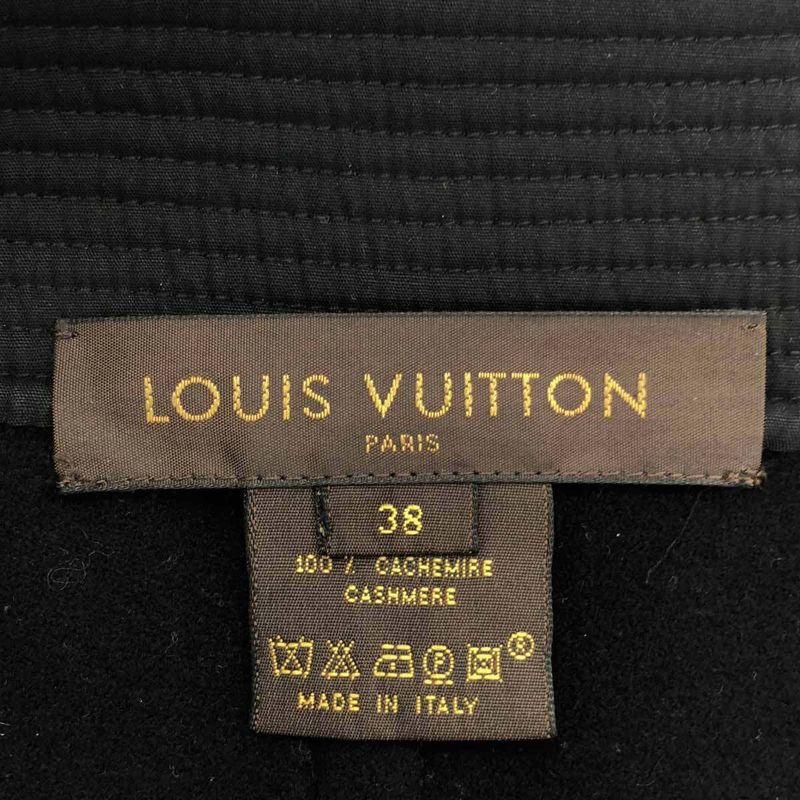 LOUIS VUITTON
PARIS
38
100 % CACHEMIRE
CASHMERE
P ®
MADE IN ITALY